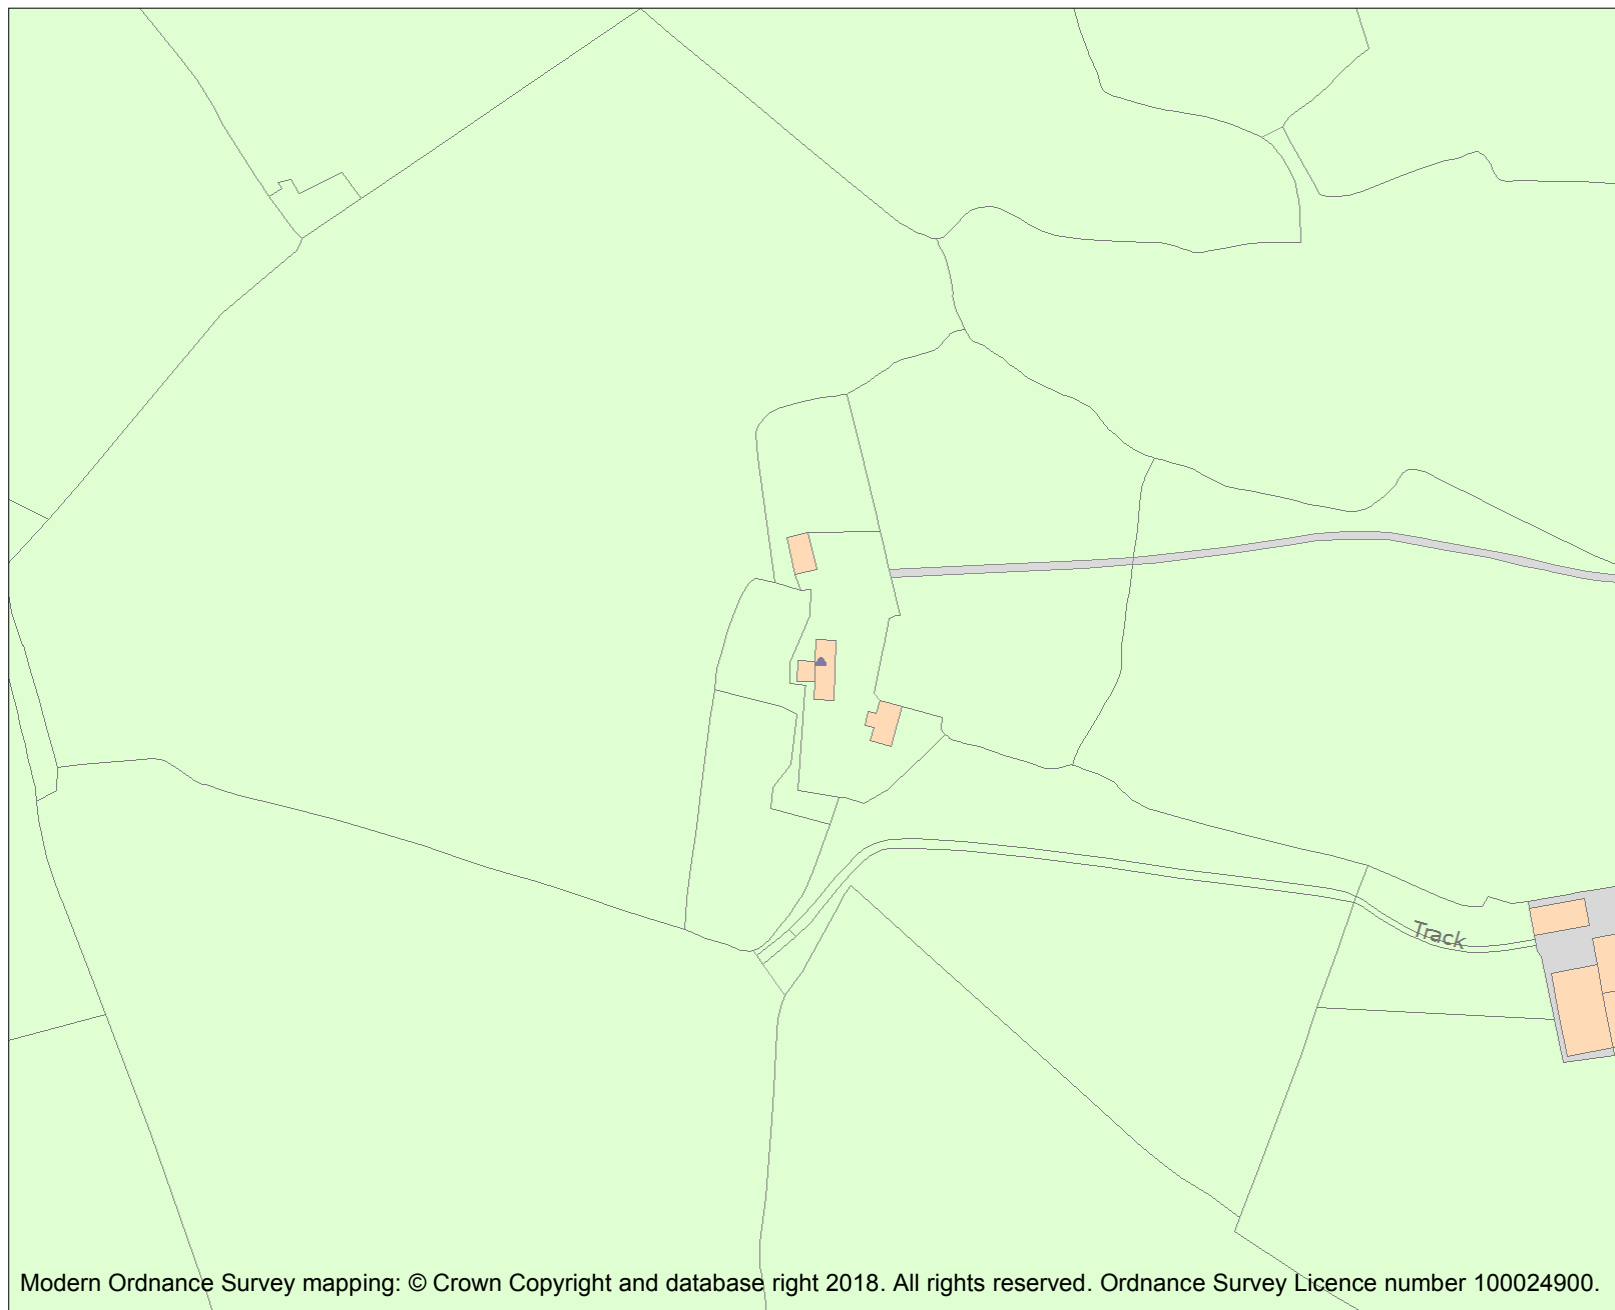 Track
Modern Ordnance Survey mapping: © Crown Copyright and database right 2018. All rights reserved. Ordnance Survey Licence number 100024900.